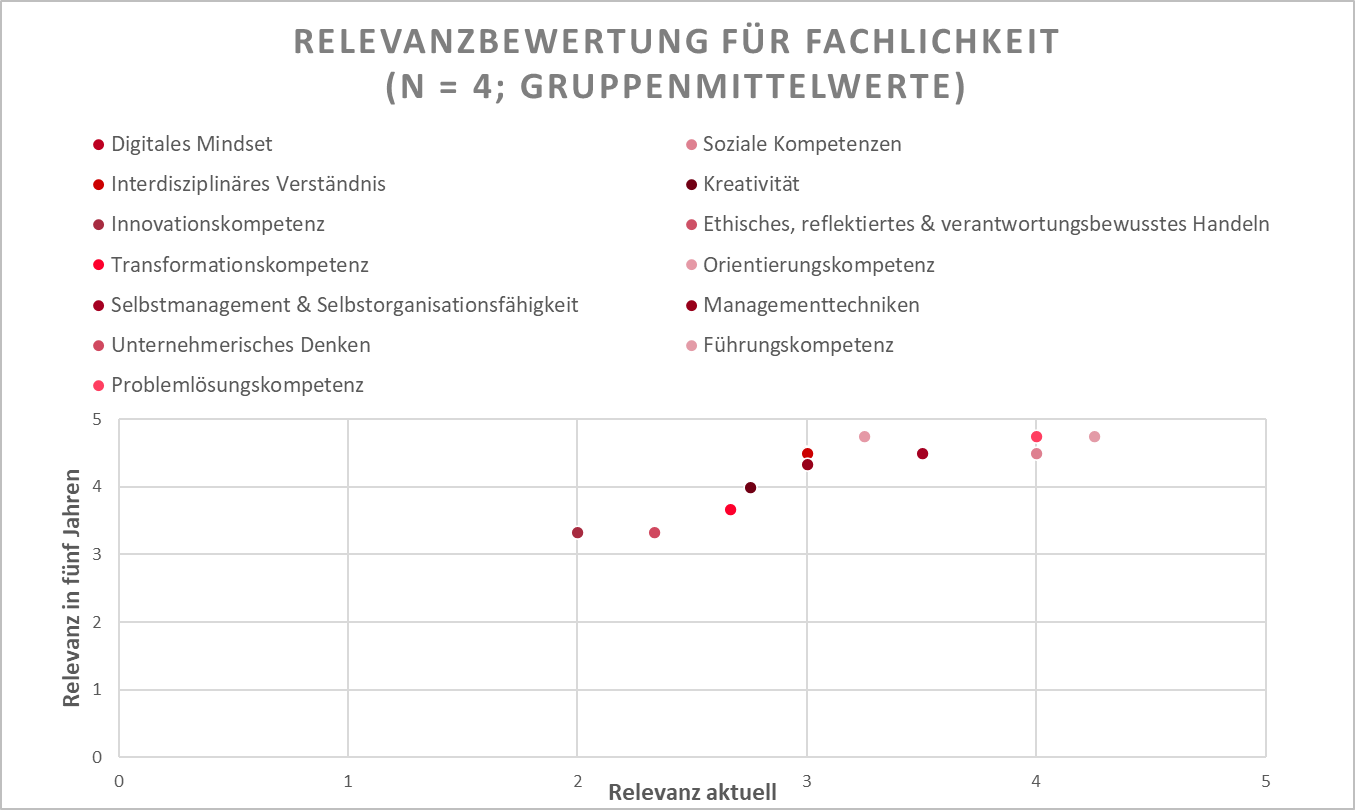 RELEVANZBEWERTUNG FÜR FACHLICHKEIT
(N = 4; GRUPPENMITTELWERTE)
Digitales Mindset
Soziale Kompetenzen
Interdisziplinäres Verständnis
Kreativität
Innovationskompetenz
Ethisches, reflektiertes & verantwortungsbewusstes Handeln
Transformationskompetenz
Orientierungskompetenz
Selbstmanagement & Selbstorganisationsfähigkeit
Managementtechniken
Unternehmerisches Denken
Führungskompetenz
Problemlösungskompetenz
Relevanz in fünf Jahren
5
4
3
2
1
0
0 1 2 3 4 5
Relevanz aktuell